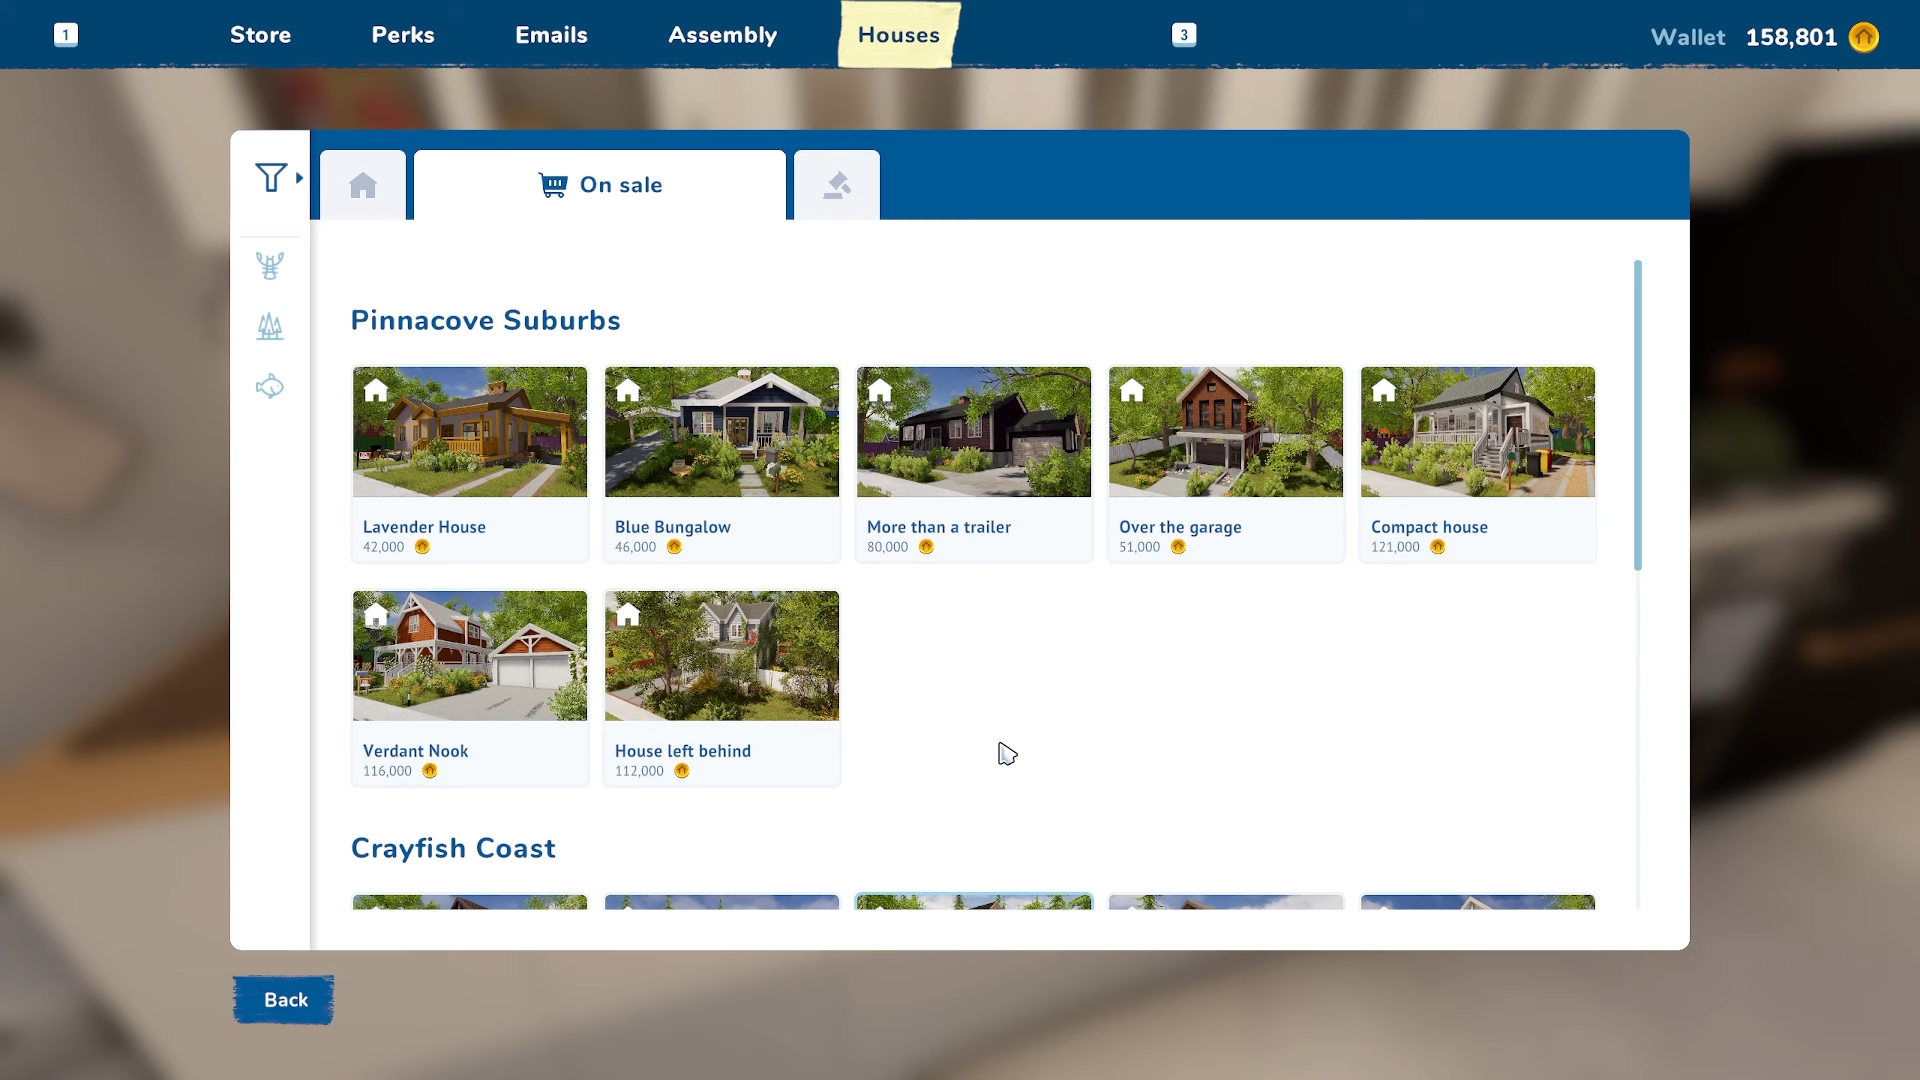 1
Store
Perks
Emails
Assembly
Houses
3
Wallet 158,801
On sale
Pinnacove Suburbs
Lavender House
42,000
Blue Bungalow
46,000
More than a trailer
80,000
Over the garage
51,000
Compact house
121,000
Verdant Nook
116,000
House left behind
112,000
Crayfish Coast
Back